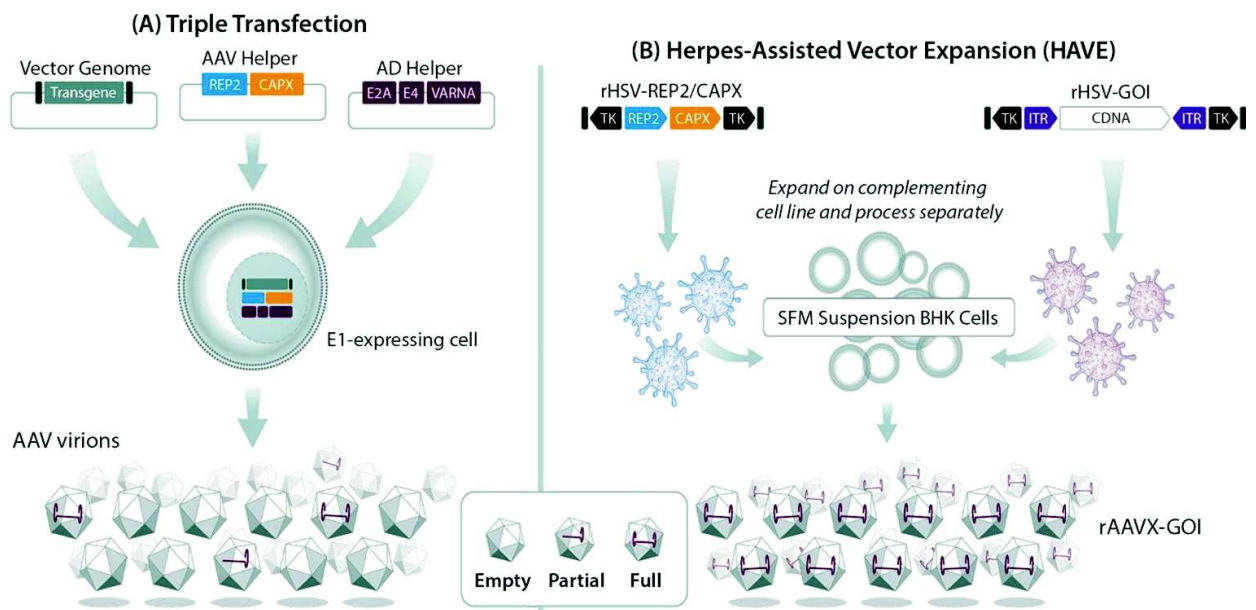 (A) Triple Transfection
Vector Genome
Transgene
AAV Helper
REP2 CAPX
AD Helper
E2A E4 VARNA
E1-expressing cell
AAV virions
(B) Herpes-Assisted Vector Expansion (HAVE)
rHSV-REP2/CAPX
TK REP2 CAPX TK
rHSV-GOI
TK ITR CDNA ITR TK
Expand on complementing
cell line and process separately
SFM Suspension BHK Cells
rAAVX-GOI
Empty Partial Full